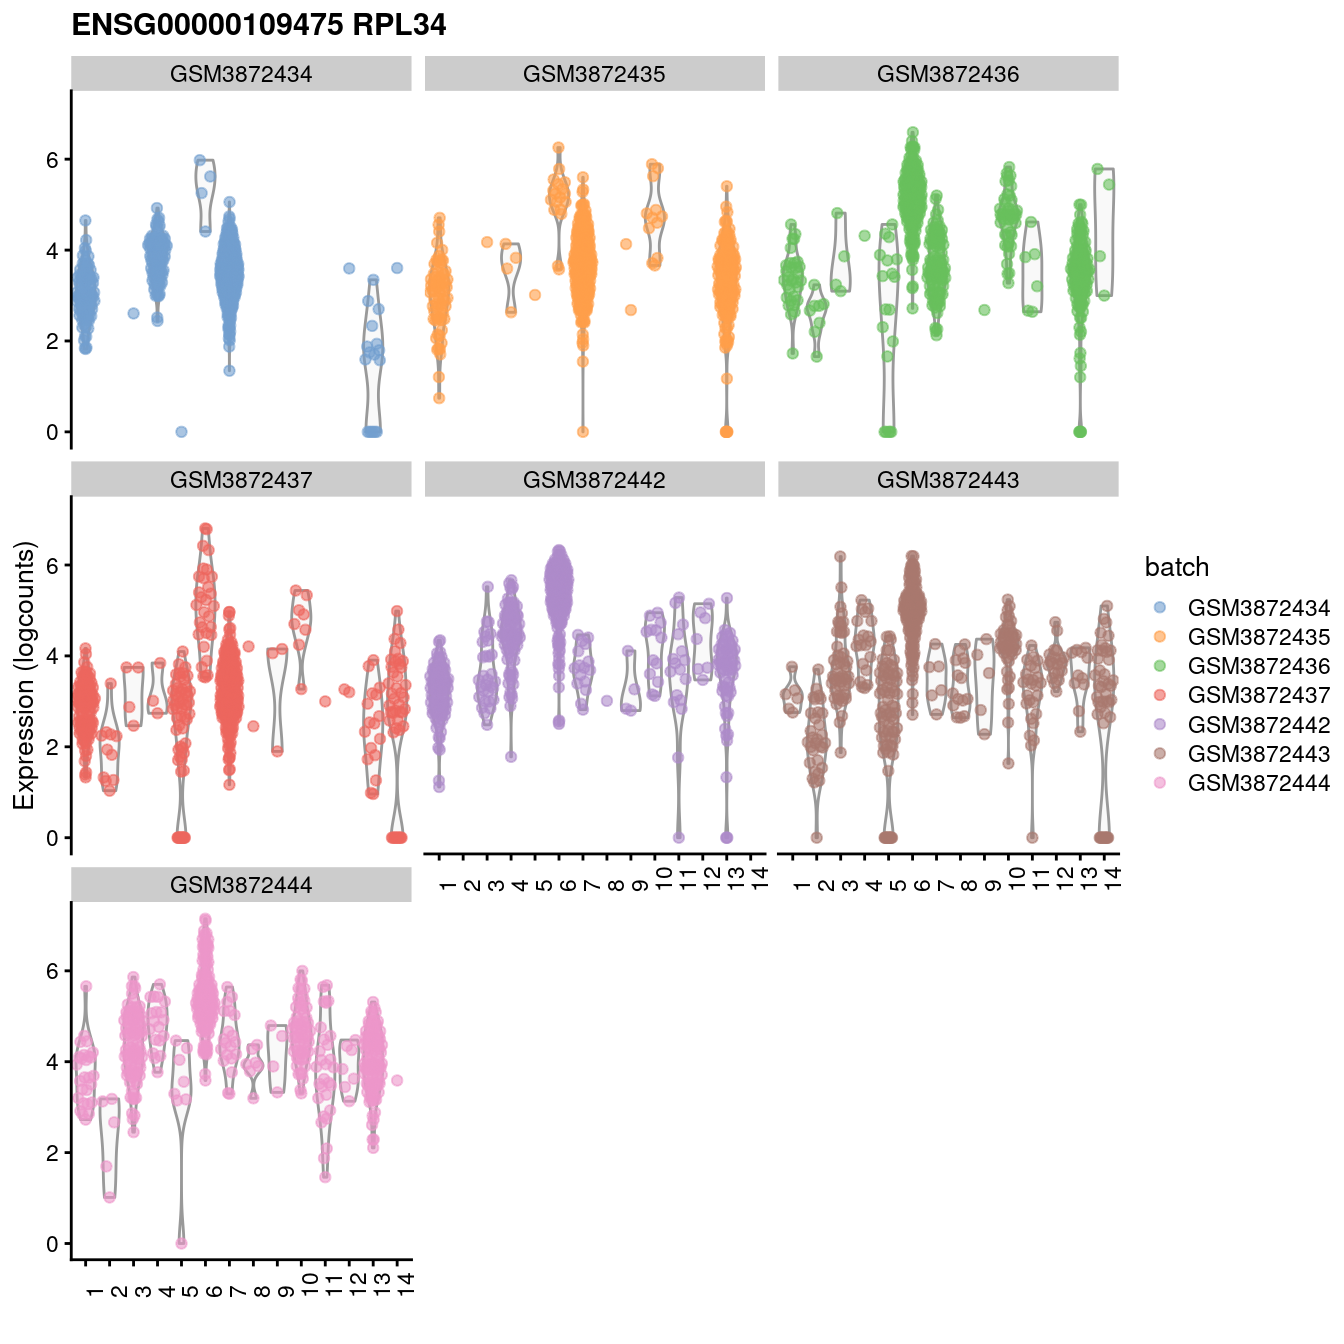 ENSG00000109475 RPL34
GSM3872434 GSM3872435 GSM3872436
6
4
2
0
GSM3872437 GSM3872442 GSM3872443
6
4
2
0
Expression (logcounts)
1 2 3 4 5 6 7 8 9 10 11 12 13 14
1 2 3 4 5 6 7 8 9 10 11 12 13 14
batch
GSM3872434
GSM3872435
GSM3872436
GSM3872437
GSM3872442
GSM3872443
GSM3872444
GSM3872444
6
4
2
0
1 2 3 4 5 6 7 8 9 10 11 12 13 14